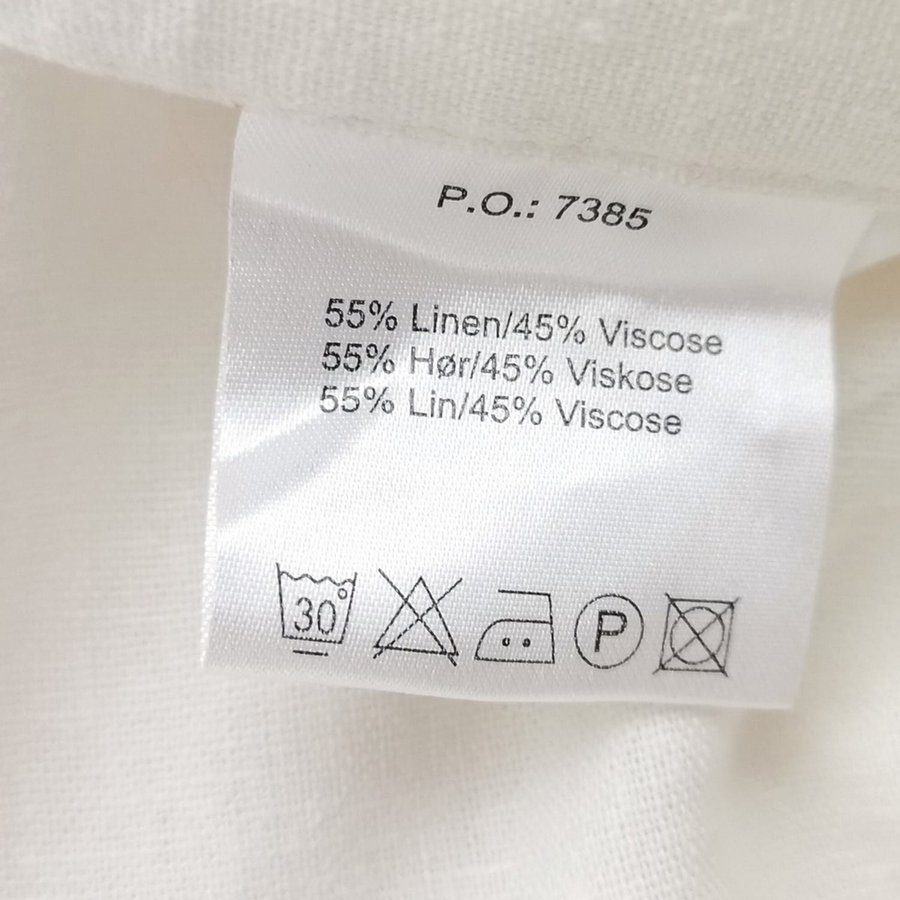 P.O.: 7385
55% Linen/45% Viscose
55% Hør/45% Viskose
55% Lin/45% Viscose
30° P